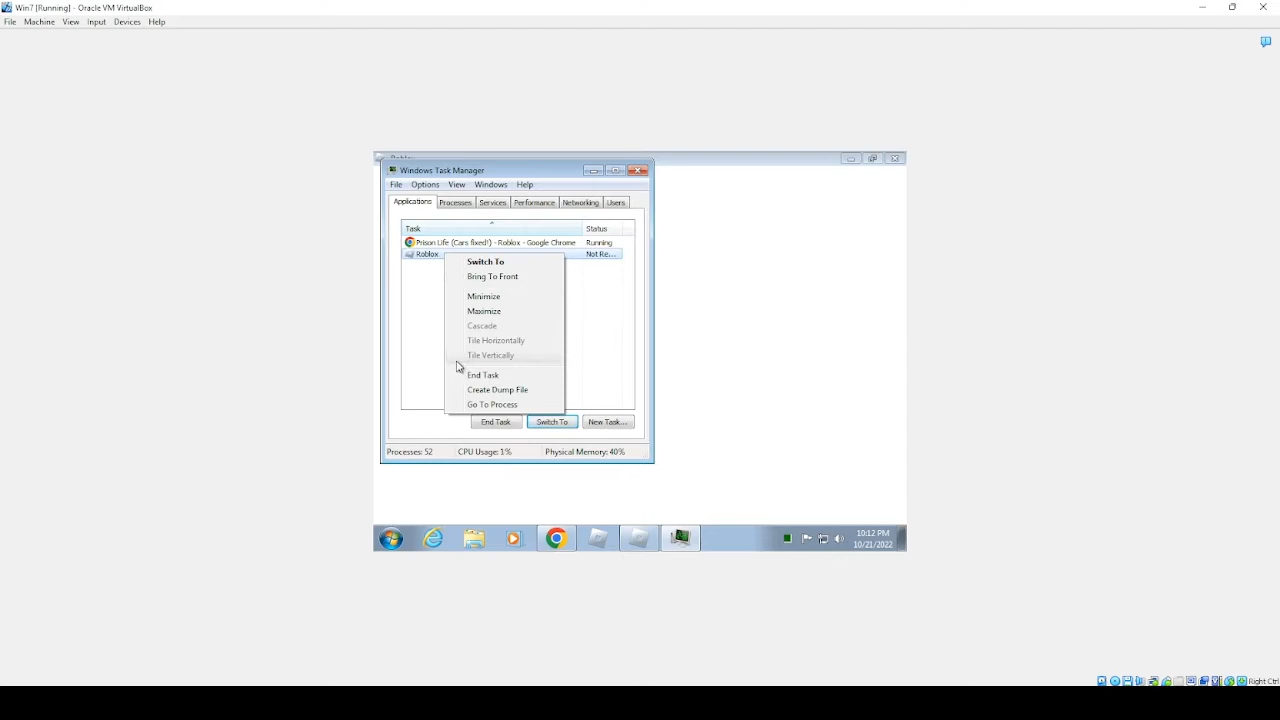 Win7 [Running] - Oracle VM VirtualBox
File Machine View Input Devices Help
Roblox
Windows Task Manager
File Options View Windows Help
Applications Processes Services Performance Networking Users
Task Status
Prison Life (Cars fixed!) - Roblox - Google Chrome Running
Roblox Not Re...
Switch To
Bring To Front
Minimize
Maximize
Cascade
Tile Horizontally
Tile Vertically
End Task
Create Dump File
Go To Process
End Task Switch To New Task...
Processes: 52 CPU Usage: 1% Physical Memory: 40%
10:12 PM
10/21/2022
Right Ctrl